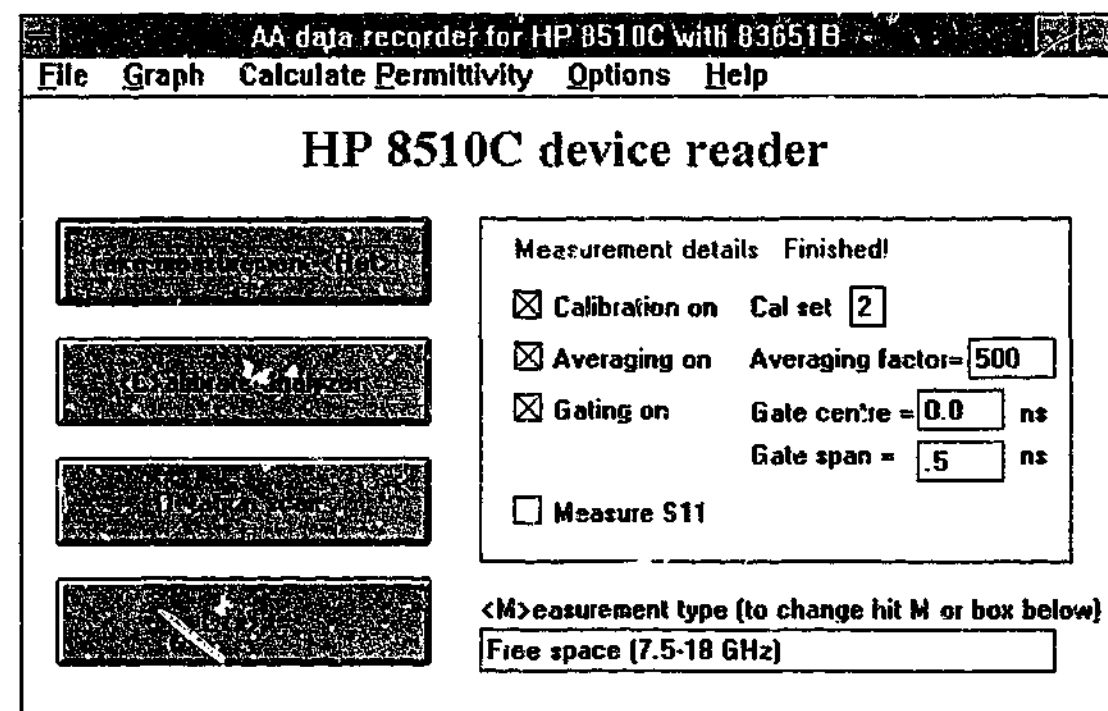 AA data recorder for HP 8510C with 83651B
File Graph Calculate Permittivity Options Help
HP 8510C device reader
Measurement details Finished!
Calibration on Cal set 2
Averaging on Averaging factor= 500
Gating on Gate centre = 0.0 ns
Gate span = .5 ns
Measure S11
<C>alibrate analyzer
<M>easurement type (to change hit M or box below)
Free space (7.5-18 GHz)